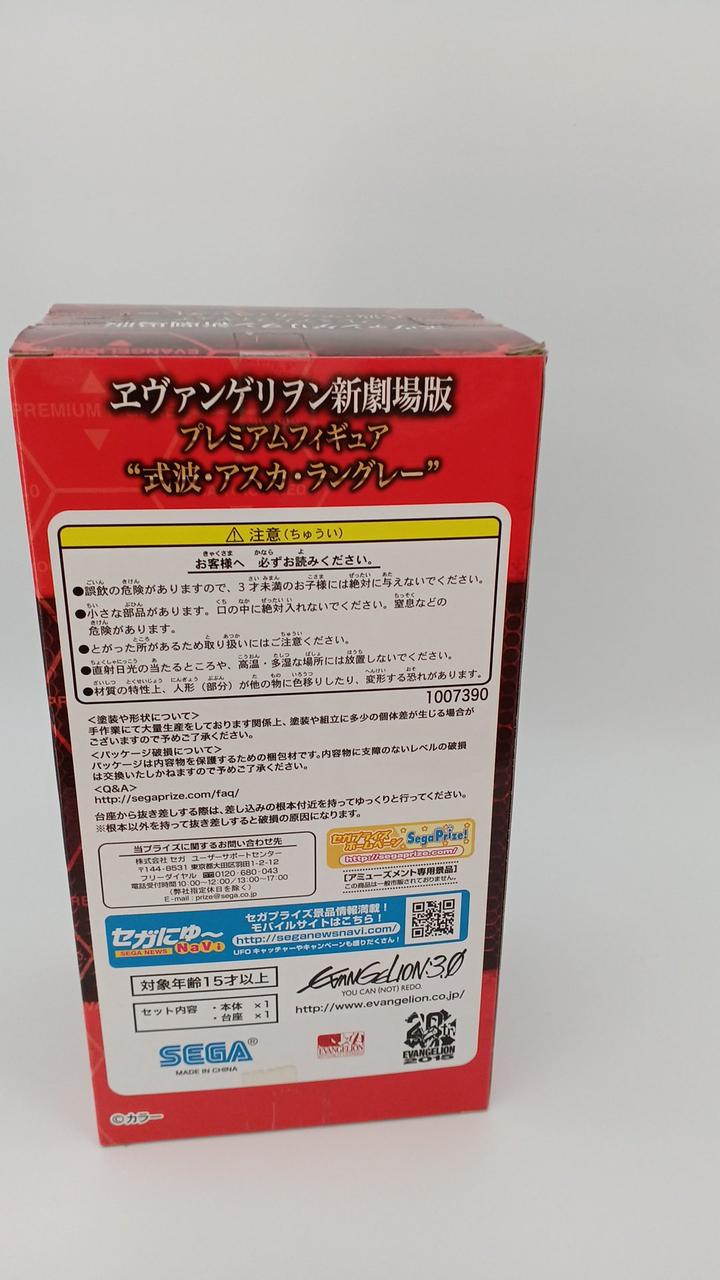 EVANGELION
PREMIUM
ヱヴァンゲリヲン新劇場版
プレミアムフィギュア
“式波・アスカ・ラングレー”
⚠ 注意(ちゅうい)
お客様へ 必ずお読みください。
●誤飲の危険がありますので、3才未満のお子様には絶対に与えないでください。
●小さな部品があります。口の中に絶対入れないでください。窒息などの
危険があります。
●とがった所があるため取り扱いにはご注意ください。
●直射日光の当たるところや、高温・多湿な場所には放置しないでください。
●材質の特性上、人形(部分)が他の物に色移りしたり、変形する恐れがあります。
1007390
<塗装や形状について>
手作業にて大量生産をしております関係上、塗装や組立に多少の個体差が生じる場合が
ございますので予めご了承ください。
<パッケージ破損について>
パッケージは内容物を保護するための梱包材です。内容物に支障のないレベルの破損
は交換いたしかねますので予めご了承ください。
<Q&A>
http://segaprize.com/faq/
台座から抜き差しする際は、差し込みの根本付近を持ってゆっくりと行ってください。
※根本以外を持って抜き差しすると破損の原因になります。
当プライズに関するお問い合わせ先
株式会社 セガ ユーザーサポートセンター
〒144-8531 東京都大田区羽田1-2-12
フリーダイヤル 0120-680-043
電話受付時間 10:00~12:00/13:00~17:00
(弊社指定休日を除く)
E-mail : prize@sega.co.jp
セガプライズ
ホームページ
Sega Prize!
http://segaprize.com/
【アミューズメント専用景品】
この商品は一般市販されておりません。
セガにゅ～
SEGA NEWS NaVi
セガプライズ景品情報満載!
モバイルサイトはこちら!
http://seganewsnavi.com/
UFOキャッチャーやキャンペーンも盛りだくさん!
対象年齢15才以上
セット内容 ・本体 ×1
・台座 ×1
EVANGELION:3.0
YOU CAN (NOT) REDO.
http://www.evangelion.co.jp/
SEGA®
MADE IN CHINA
EVANGELION
EVANGELION
2015
©カラー